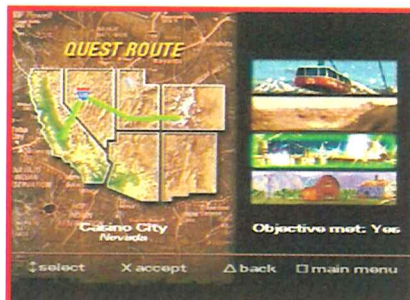 QUEST ROUTE
Casino City
Nevada
Objective met: Yes
select X accept △ back □ main menu